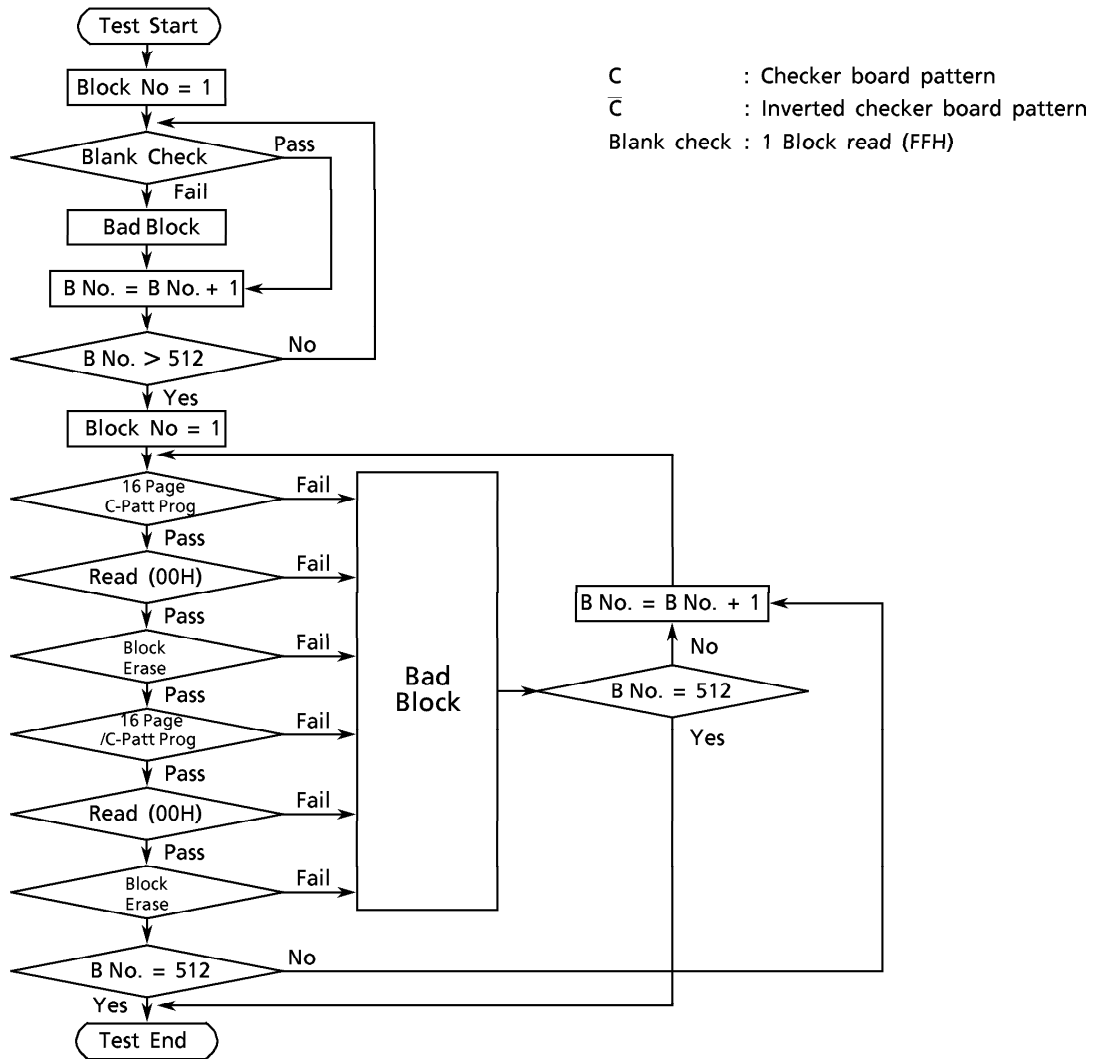 Test Start
Block No = 1
C : Checker board pattern
C̅ : Inverted checker board pattern
Blank check : 1 Block read (FFH)
Blank Check
Pass
Fail
Bad Block
B No. = B No. + 1
B No. > 512
No
Yes
Block No = 1
16 Page
C-Patt Prog
Fail
Pass
Read (00H)
Fail
Pass
Block
Erase
Fail
Pass
16 Page
/C-Patt Prog
Fail
Pass
Read (00H)
Fail
Pass
Block
Erase
Fail
Bad
Block
B No. = B No. + 1
No
B No. = 512
Yes
B No. = 512
No
Yes
Test End